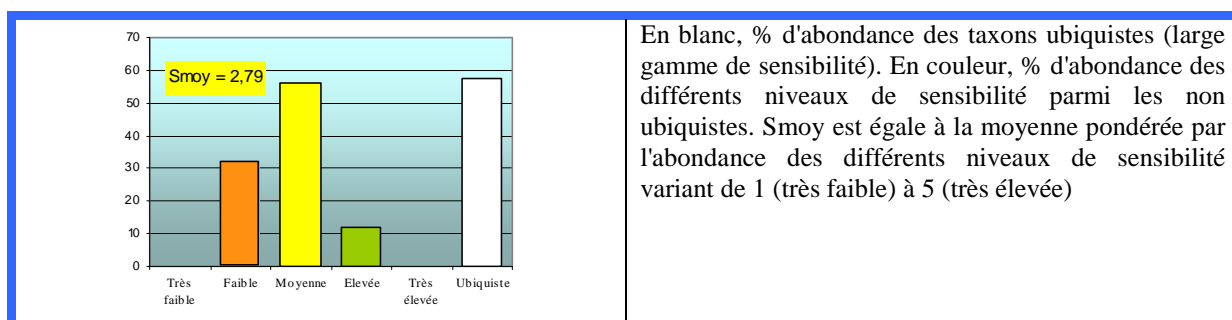 70
60
50
40
30
20
10
0
Smoy = 2,79
Très
faible
Faible
Moyenne
Elevée
Très
élevée
Ubiquiste
En blanc, % d'abondance des taxons ubiquistes (large
gamme de sensibilité). En couleur, % d'abondance des
différents niveaux de sensibilité parmi les non
ubiquistes. Smoy est égale à la moyenne pondérée par
l'abondance des différents niveaux de sensibilité
variant de 1 (très faible) à 5 (très élevée)